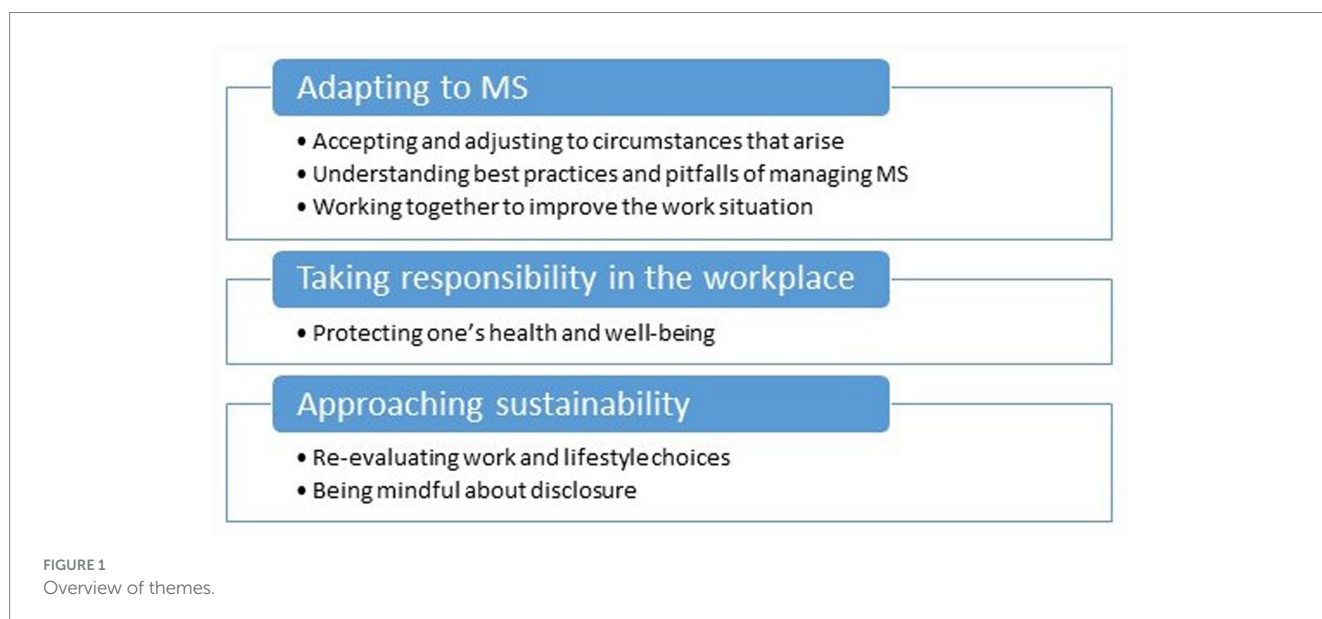 Adapting to MS
• Accepting and adjusting to circumstances that arise
• Understanding best practices and pitfalls of managing MS
• Working together to improve the work situation
Taking responsibility in the workplace
• Protecting one's health and well-being
Approaching sustainability
• Re-evaluating work and lifestyle choices
• Being mindful about disclosure
FIGURE 1
Overview of themes.